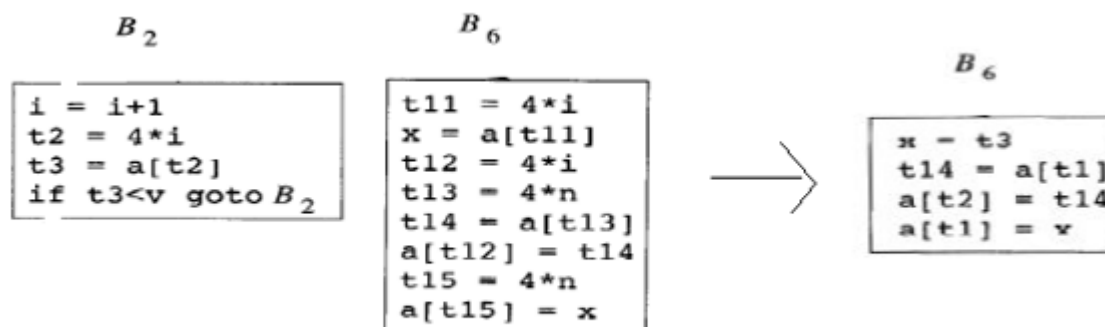 B2
i = i+1
t2 = 4*i
t3 = a[t2]
if t3<v goto B2
B6
t11 = 4*i
x = a[t11]
t12 = 4*i
t13 = 4*n
t14 = a[t13]
a[t12] = t14
t15 = 4*n
a[t15] = x
B6
x = t3
t14 = a[t1]
a[t2] = t14
a[t1] = x